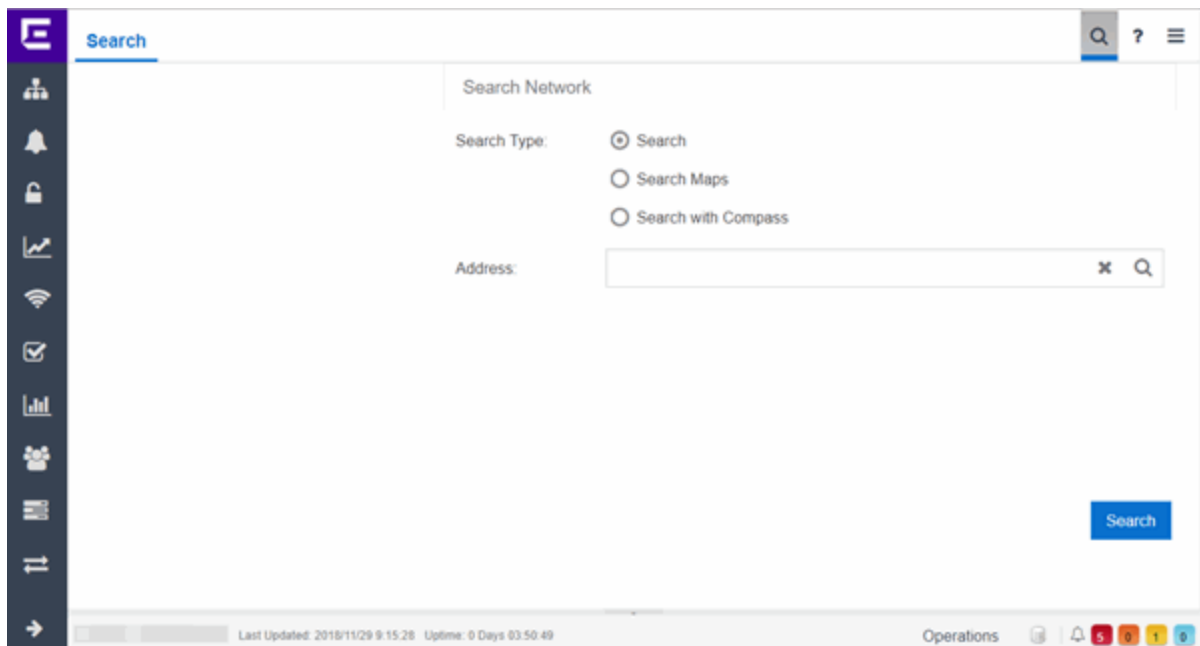 Search
?
Search Network
Search Type:
Search
Search Maps
Search with Compass
Address:
Search
Last Updated: 2018/11/29 9:15:28 Uptime: 0 Days 03:50:49
Operations
5 0 1 0